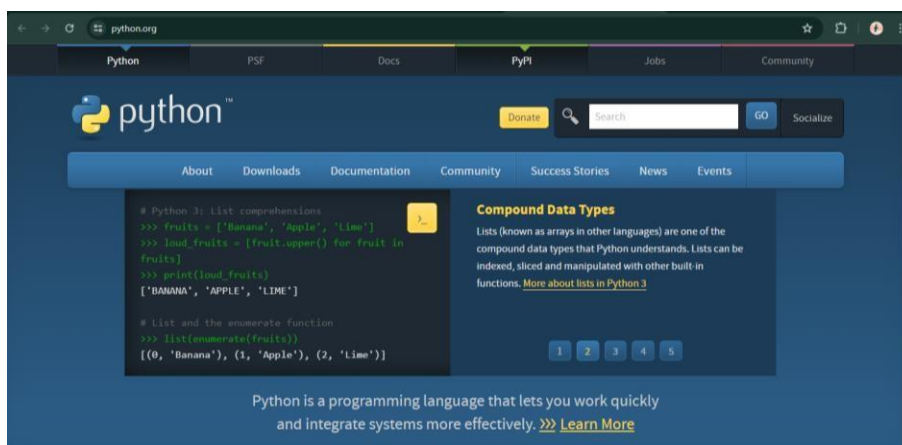 python.org
Python PSF Docs PyPI Jobs Community
python™
Donate Search GO Socialize
About Downloads Documentation Community Success Stories News Events
# Python 3: List comprehensions
>>> fruits = ['Banana', 'Apple', 'Lime']
>>> loud_fruits = [fruit.upper() for fruit in
fruits]
>>> print(loud_fruits)
['BANANA', 'APPLE', 'LIME']
# List and the enumerate function
>>> list(enumerate(fruits))
[(0, 'Banana'), (1, 'Apple'), (2, 'Lime')]
>_
Compound Data Types
Lists (known as arrays in other languages) are one of the
compound data types that Python understands. Lists can be
indexed, sliced and manipulated with other built-in
functions. More about lists in Python 3
1 2 3 4 5
Python is a programming language that lets you work quickly
and integrate systems more effectively. >>> Learn More